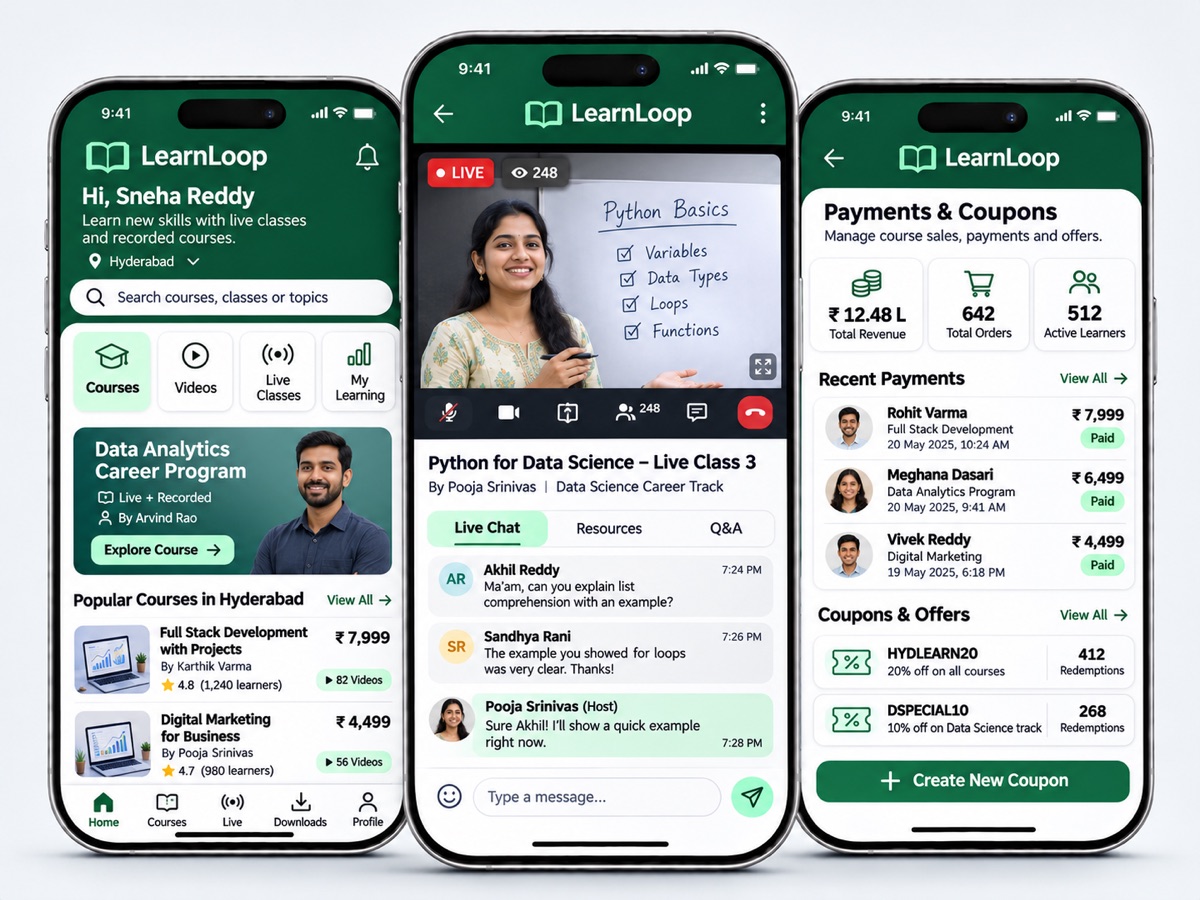 9:41
LearnLoop
Hi, Sneha Reddy
Learn new skills with live classes
and recorded courses.
Hyderabad
Search courses, classes or topics
Courses
Videos
Live
Classes
My
Learning
Data Analytics
Career Program
Live + Recorded
By Arvind Rao
Explore Course →
Popular Courses in Hyderabad
View All →
Full Stack Development
with Projects
₹ 7,999
By Karthik Varma
4.8 (1,240 learners)
82 Videos
Digital Marketing
for Business
₹ 4,499
By Pooja Srinivas
4.7 (980 learners)
56 Videos
Home
Courses
Live
Downloads
Profile
9:41
LearnLoop
LIVE
248
Python Basics
Variables
Data Types
Loops
Functions
248
Python for Data Science – Live Class 3
By Pooja Srinivas | Data Science Career Track
Live Chat
Resources
Q&A
AR
Akhil Reddy
7:24 PM
Ma'am, can you explain list
comprehension with an example?
SR
Sandhya Rani
7:26 PM
The example you showed for loops
was very clear. Thanks!
Pooja Srinivas (Host)
Sure Akhil! I'll show a quick example
right now.
7:28 PM
Type a message...
9:41
LearnLoop
Payments & Coupons
Manage course sales, payments and offers.
₹ 12.48 L
Total Revenue
642
Total Orders
512
Active Learners
Recent Payments
View All →
Rohit Varma
Full Stack Development
20 May 2025, 10:24 AM
₹ 7,999
Paid
Meghana Dasari
Data Analytics Program
20 May 2025, 9:41 AM
₹ 6,499
Paid
Vivek Reddy
Digital Marketing
19 May 2025, 6:18 PM
₹ 4,499
Paid
Coupons & Offers
View All →
HYDLEARN20
20% off on all courses
412
Redemptions
DSPECIAL10
10% off on Data Science track
268
Redemptions
+ Create New Coupon